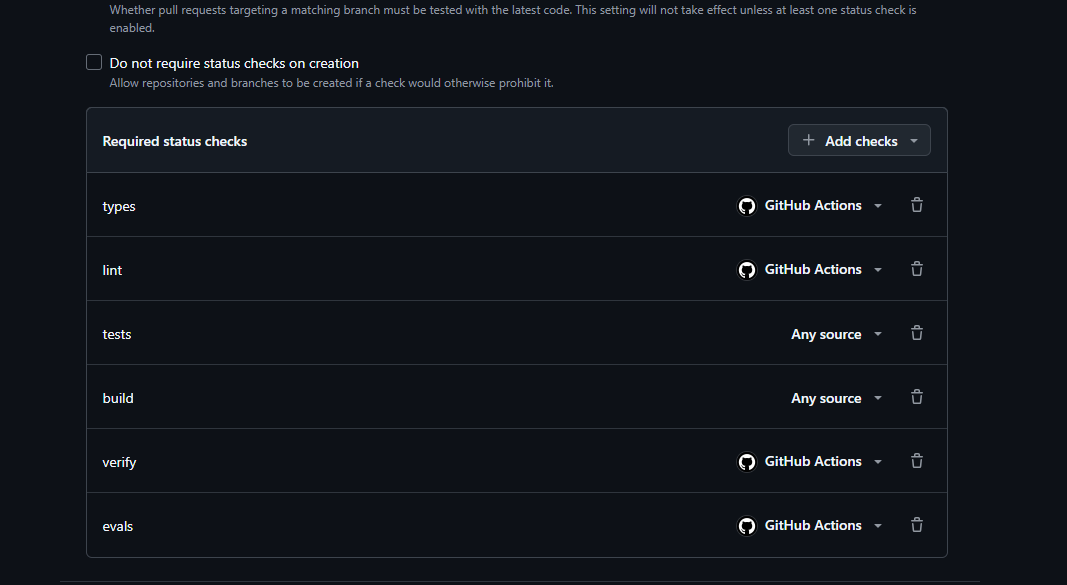 Whether pull requests targeting a matching branch must be tested with the latest code. This setting will not take effect unless at least one status check is
enabled.
Do not require status checks on creation
Allow repositories and branches to be created if a check would otherwise prohibit it.
Required status checks
Add checks
types
GitHub Actions
lint
GitHub Actions
tests
Any source
build
Any source
verify
GitHub Actions
evals
GitHub Actions